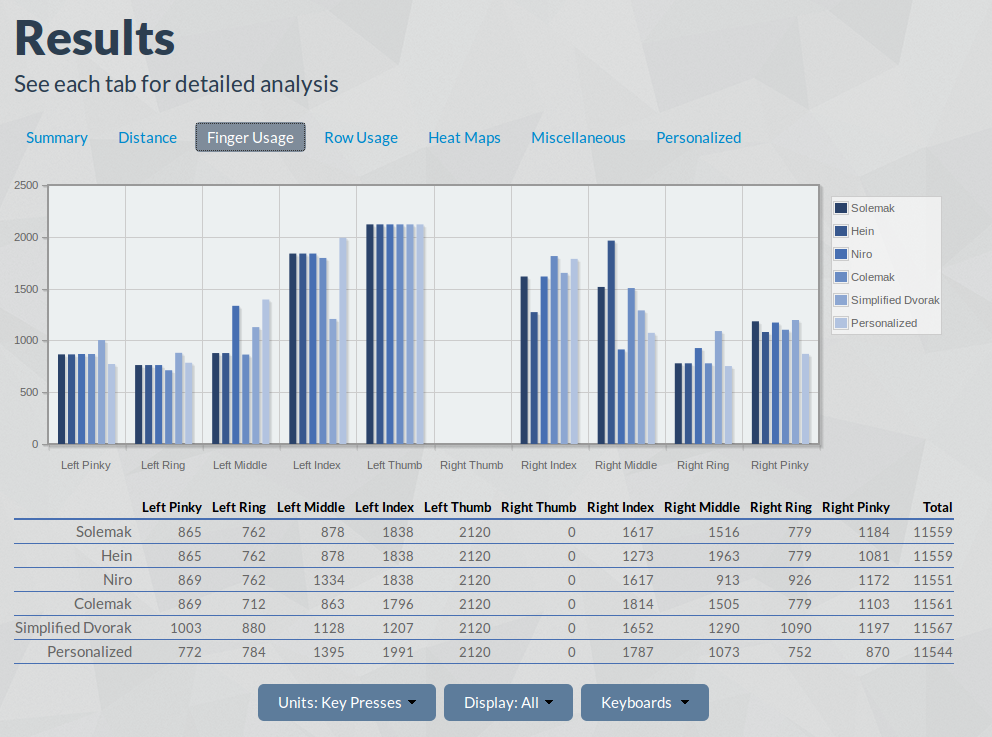 Results
See each tab for detailed analysis
Summary Distance Finger Usage Row Usage Heat Maps Miscellaneous Personalized
2500
2000
1500
1000
500
0
Left Pinky Left Ring Left Middle Left Index Left Thumb Right Thumb Right Index Right Middle Right Ring Right Pinky
Solemak
Hein
Niro
Colemak
Simplified Dvorak
Personalized
Left Pinky Left Ring Left Middle Left Index Left Thumb Right Thumb Right Index Right Middle Right Ring Right Pinky Total
Solemak 865 762 878 1838 2120 0 1617 1516 779 1184 11559
Hein 865 762 878 1838 2120 0 1273 1963 779 1081 11559
Niro 869 762 1334 1838 2120 0 1617 913 926 1172 11551
Colemak 869 712 863 1796 2120 0 1814 1505 779 1103 11561
Simplified Dvorak 1003 880 1128 1207 2120 0 1652 1290 1090 1197 11567
Personalized 772 784 1395 1991 2120 0 1787 1073 752 870 11544
Units: Key Presses Display: All Keyboards